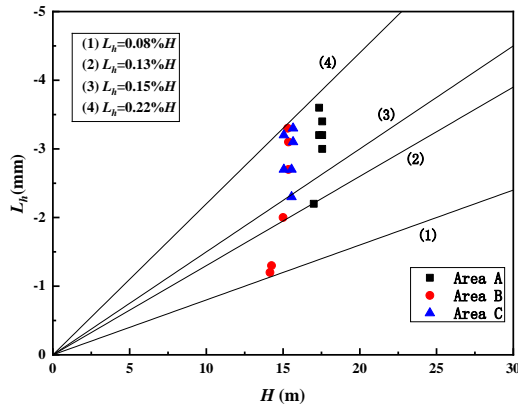 (1) Lh=0.08%H
(2) Lh=0.13%H
(3) Lh=0.15%H
(4) Lh=0.22%H
-5
-4
-3
-2
-1
0
Lh(mm)
(4)
(3)
(2)
(1)
Area A
Area B
Area C
0 5 10 15 20 25 30
H (m)